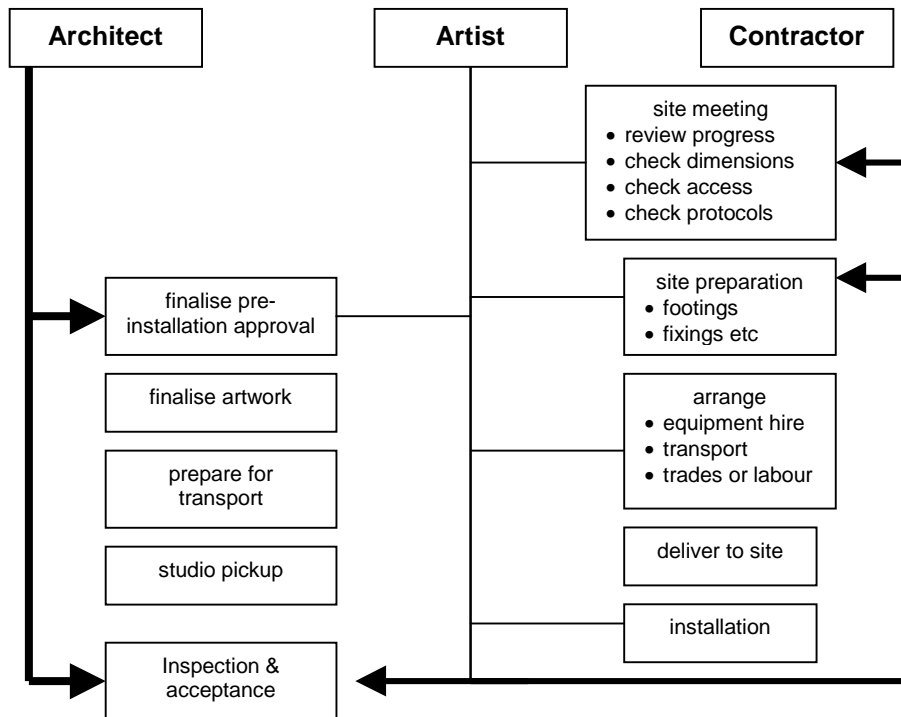 Architect
Artist
Contractor
site meeting
• review progress
• check dimensions
• check access
• check protocols
finalise pre-
installation approval
site preparation
• footings
• fixings etc
finalise artwork
arrange
• equipment hire
• transport
• trades or labour
prepare for
transport
studio pickup
deliver to site
installation
Inspection &
acceptance